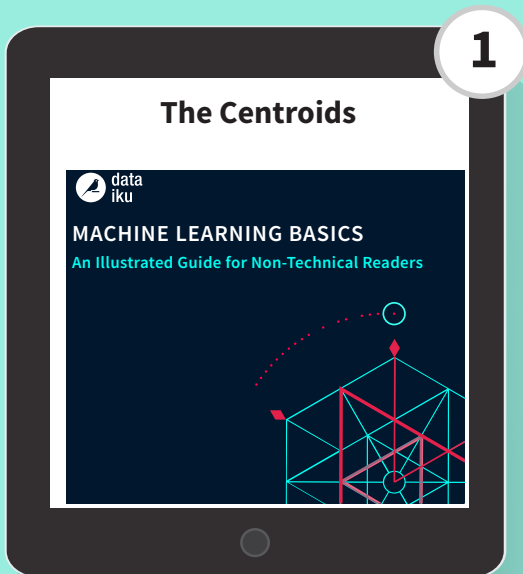 1
The Centroids
data
iku
MACHINE LEARNING BASICS
An Illustrated Guide for Non-Technical Readers